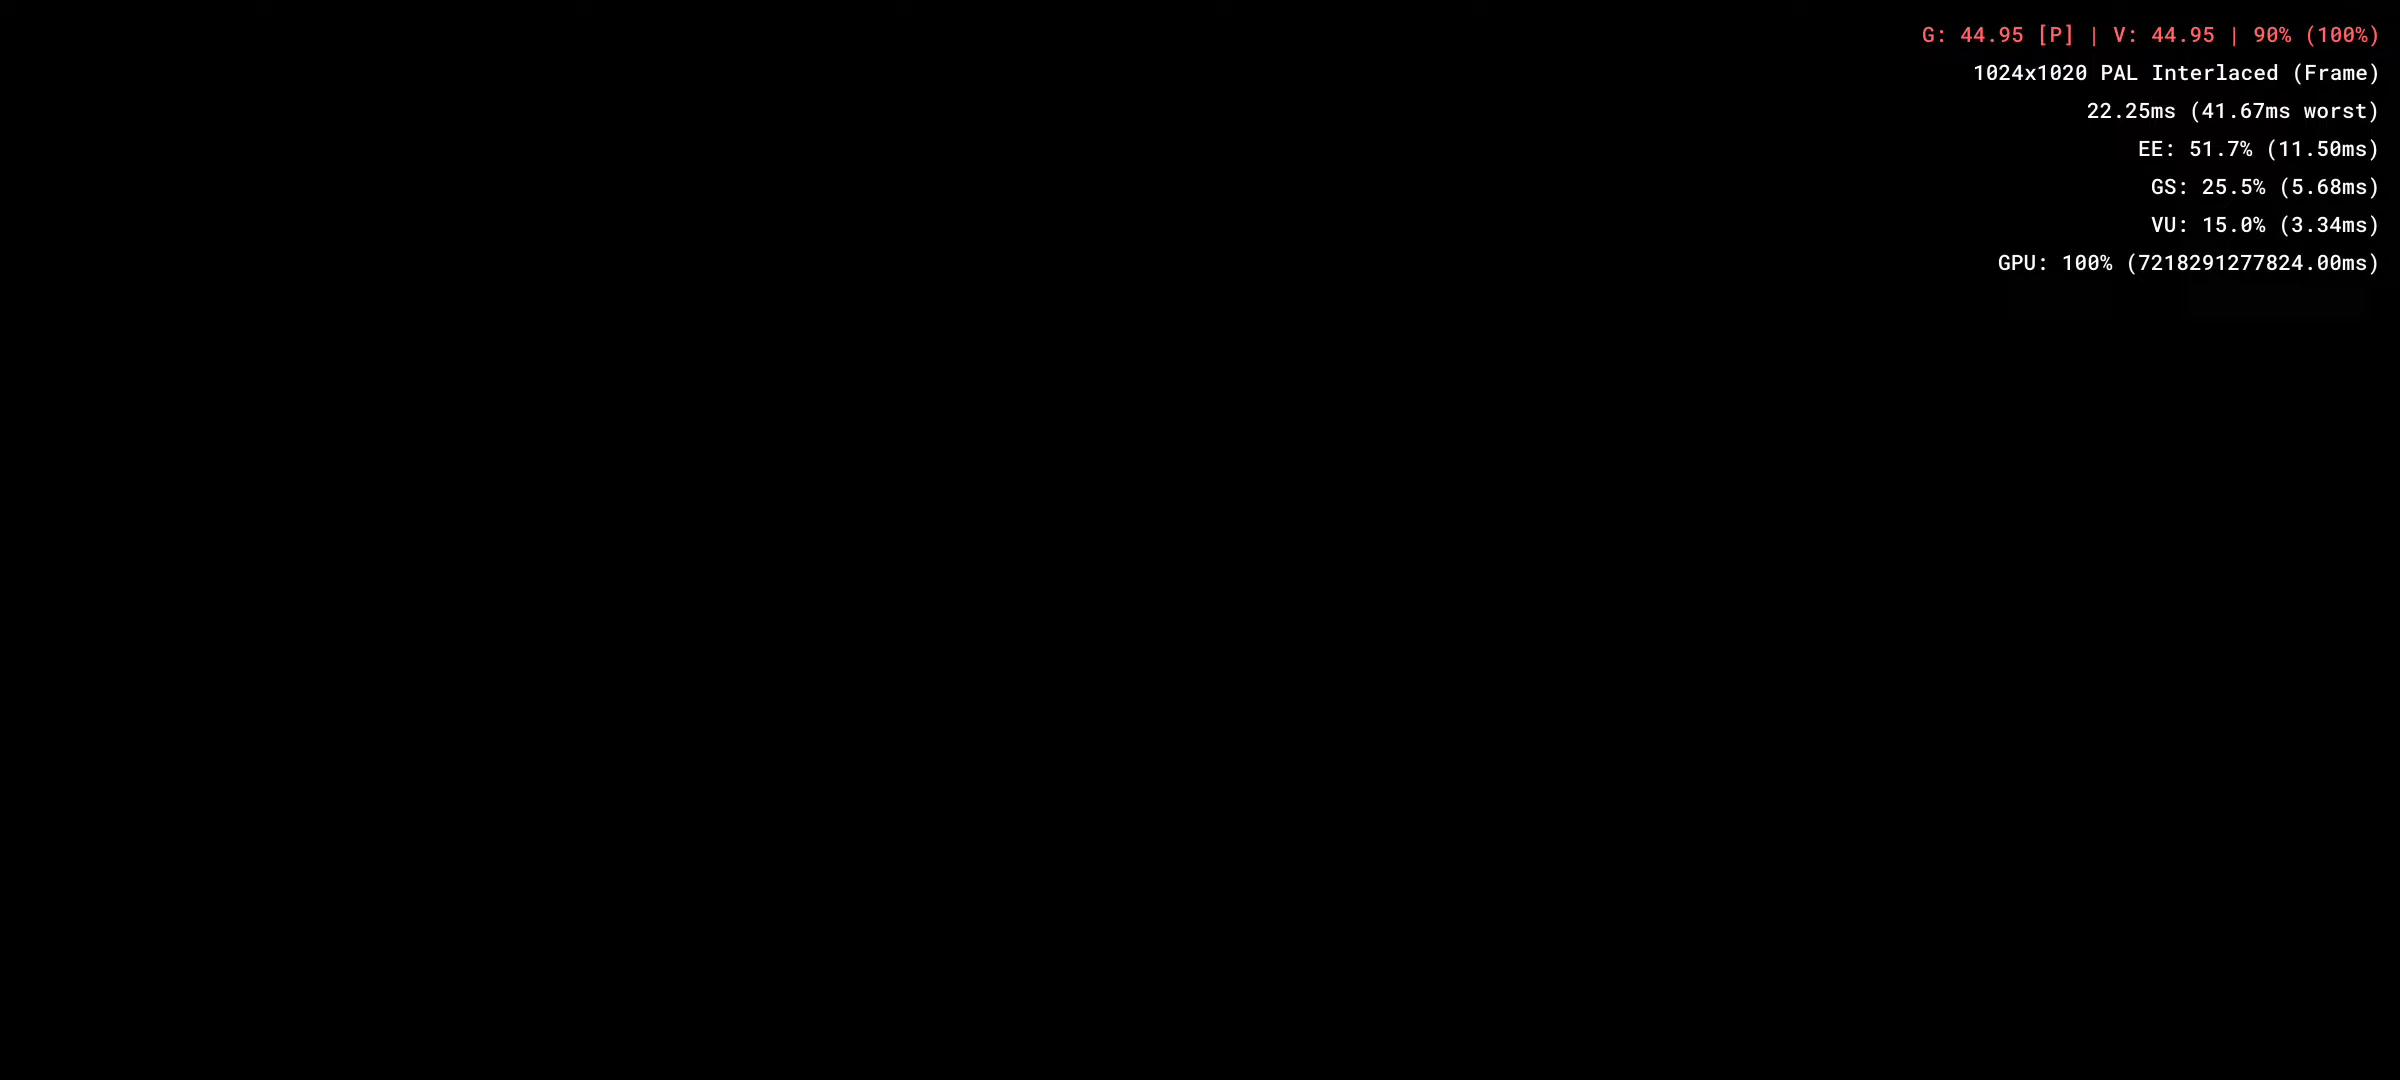 G: 44.95 [P] | V: 44.95 | 90% (100%)
1024x1020 PAL Interlaced (Frame)
22.25ms (41.67ms worst)
EE: 51.7% (11.50ms)
GS: 25.5% (5.68ms)
VU: 15.0% (3.34ms)
GPU: 100% (7218291277824.00ms)